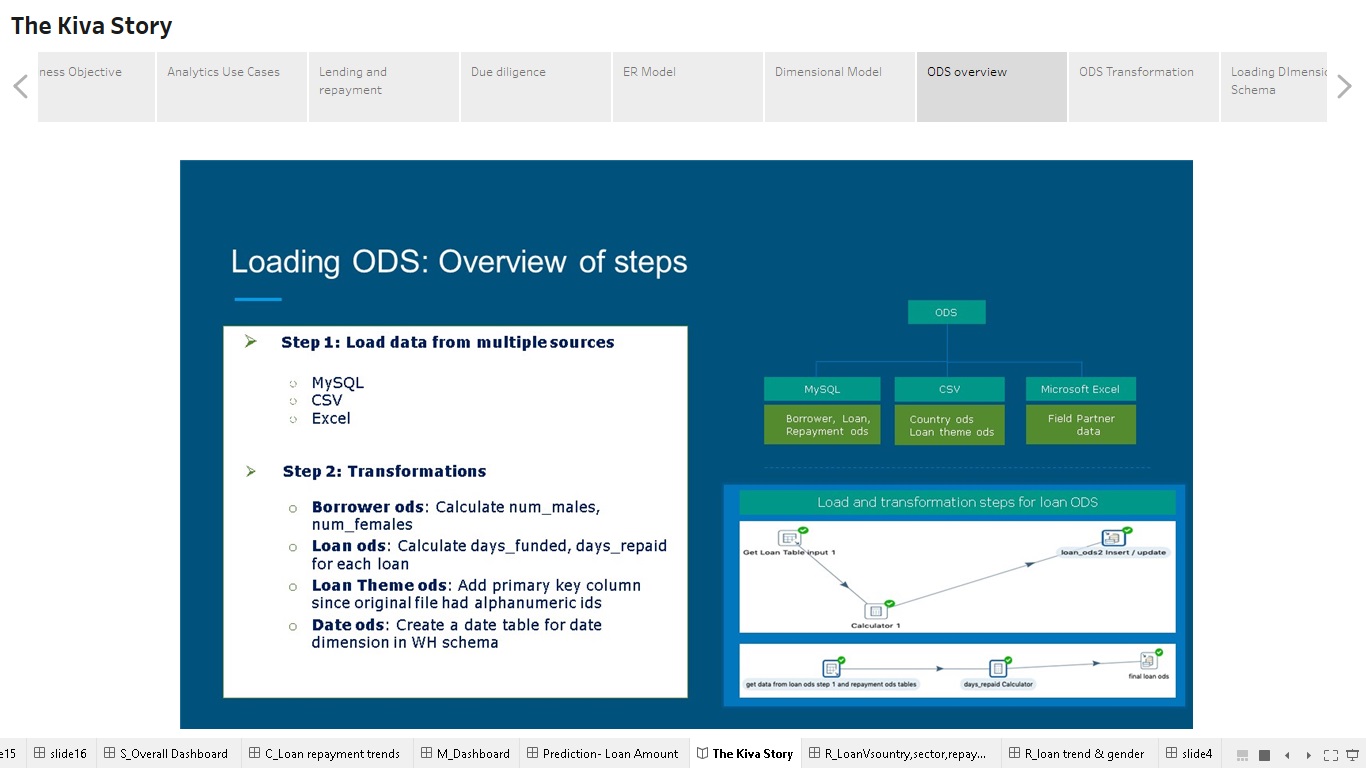 The Kiva Story
ness Objective
Analytics Use Cases
Lending and
repayment
Due diligence
ER Model
Dimensional Model
ODS overview
ODS Transformation
Loading DImensio
Schema
Loading ODS: Overview of steps
Step 1: Load data from multiple sources
MySQL
CSV
Excel
Step 2: Transformations
Borrower ods: Calculate num_males,
num_females
Loan ods: Calculate days_funded, days_repaid
for each loan
Loan Theme ods: Add primary key column
since original file had alphanumeric ids
Date ods: Create a date table for date
dimension in WH schema
ODS
MySQL
CSV
Microsoft Excel
Borrower, Loan,
Repayment ods
Country ods
Loan theme ods
Field Partner
data
Load and transformation steps for loan ODS
Get Loan Table input 1
loan_ods2 Insert / update
Calculator 1
get data from loan ods step 1 and repayment ods tables
days_repaid Calculator
final loan ods
e15
slide16
S_Overall Dashboard
C_Loan repayment trends
M_Dashboard
Prediction- Loan Amount
The Kiva Story
R_LoanVsountry,sector,repay...
R_loan trend & gender
slide4